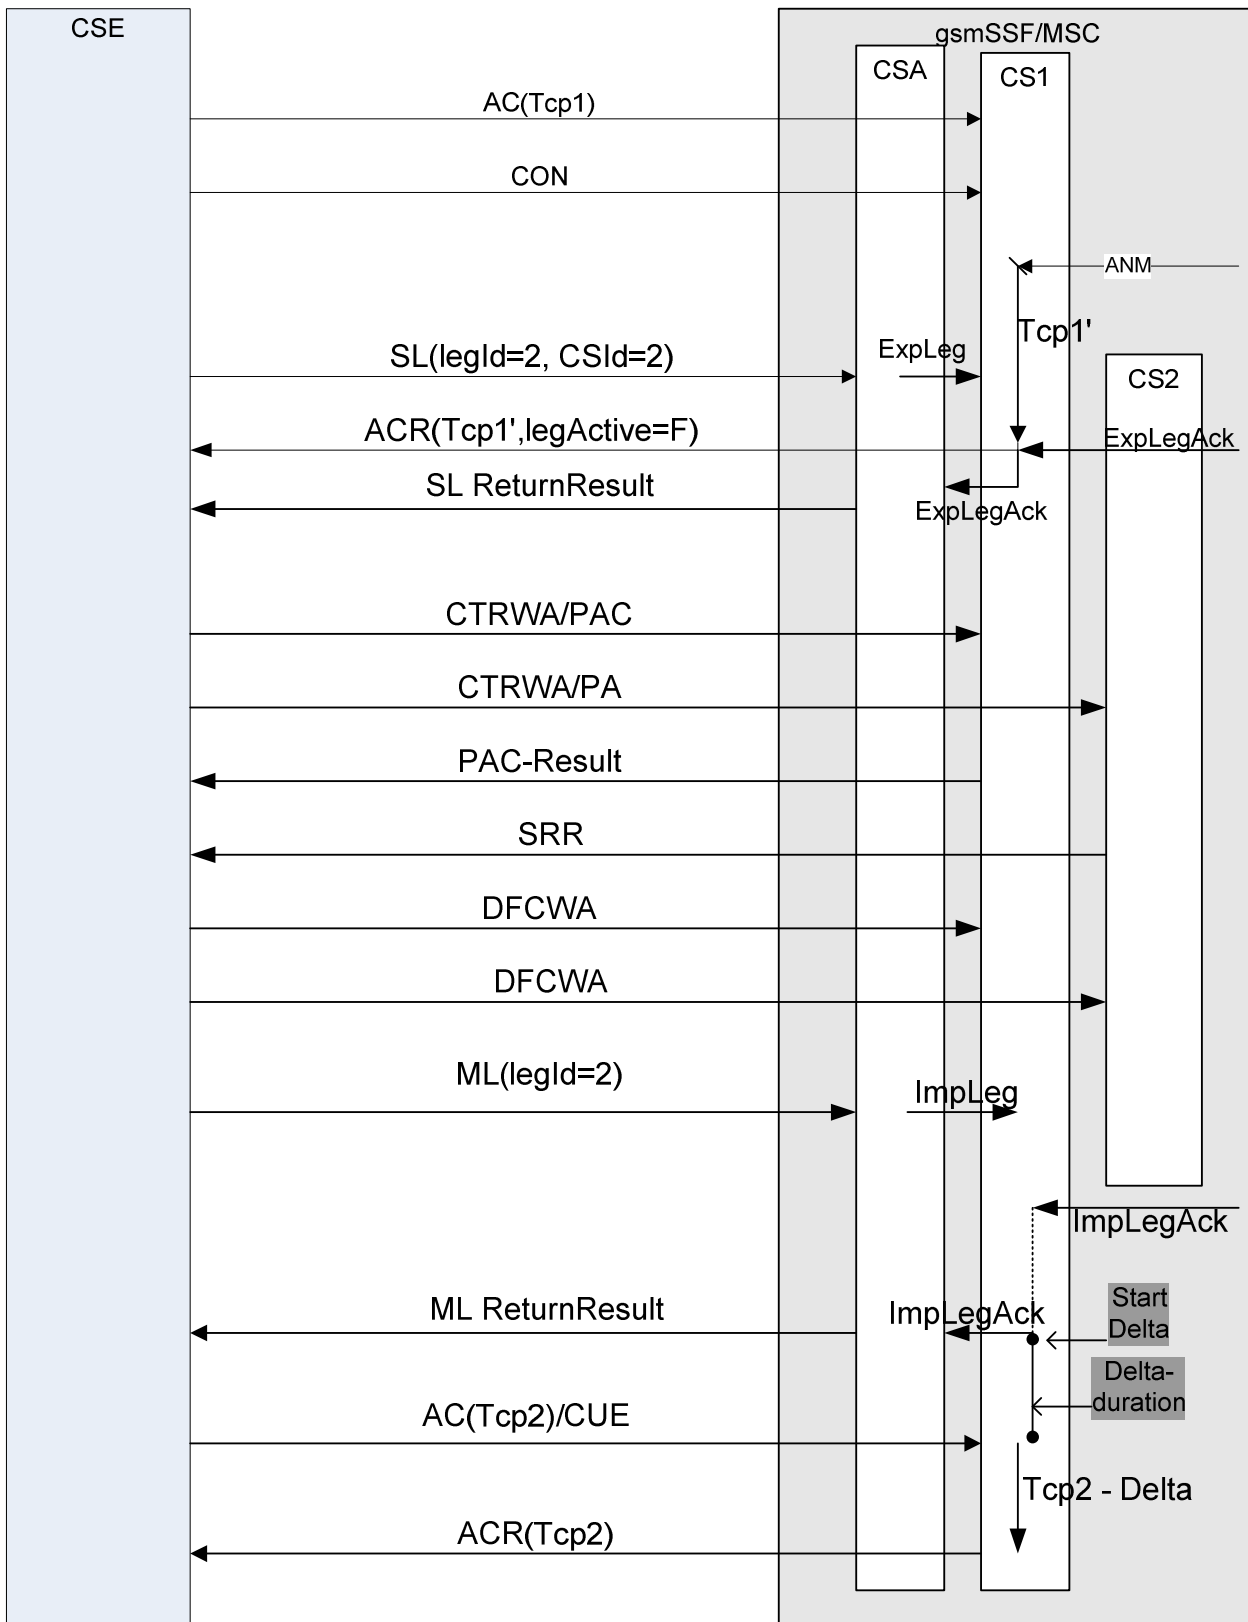 CSE
gsmSSF/MSC
CSA
CS1
AC(Tcp1)
CON
ANM
Tcp1'
SL(legId=2, CSId=2)
ExpLeg
CS2
ACR(Tcp1',legActive=F)
ExpLegAck
SL ReturnResult
ExpLegAck
CTRWA/PAC
CTRWA/PA
PAC-Result
SRR
DFCWA
DFCWA
ML(legId=2)
ImpLeg
ImpLegAck
ML ReturnResult
ImpLegAck
Start
Delta
Delta-
duration
AC(Tcp2)/CUE
Tcp2 - Delta
ACR(Tcp2)